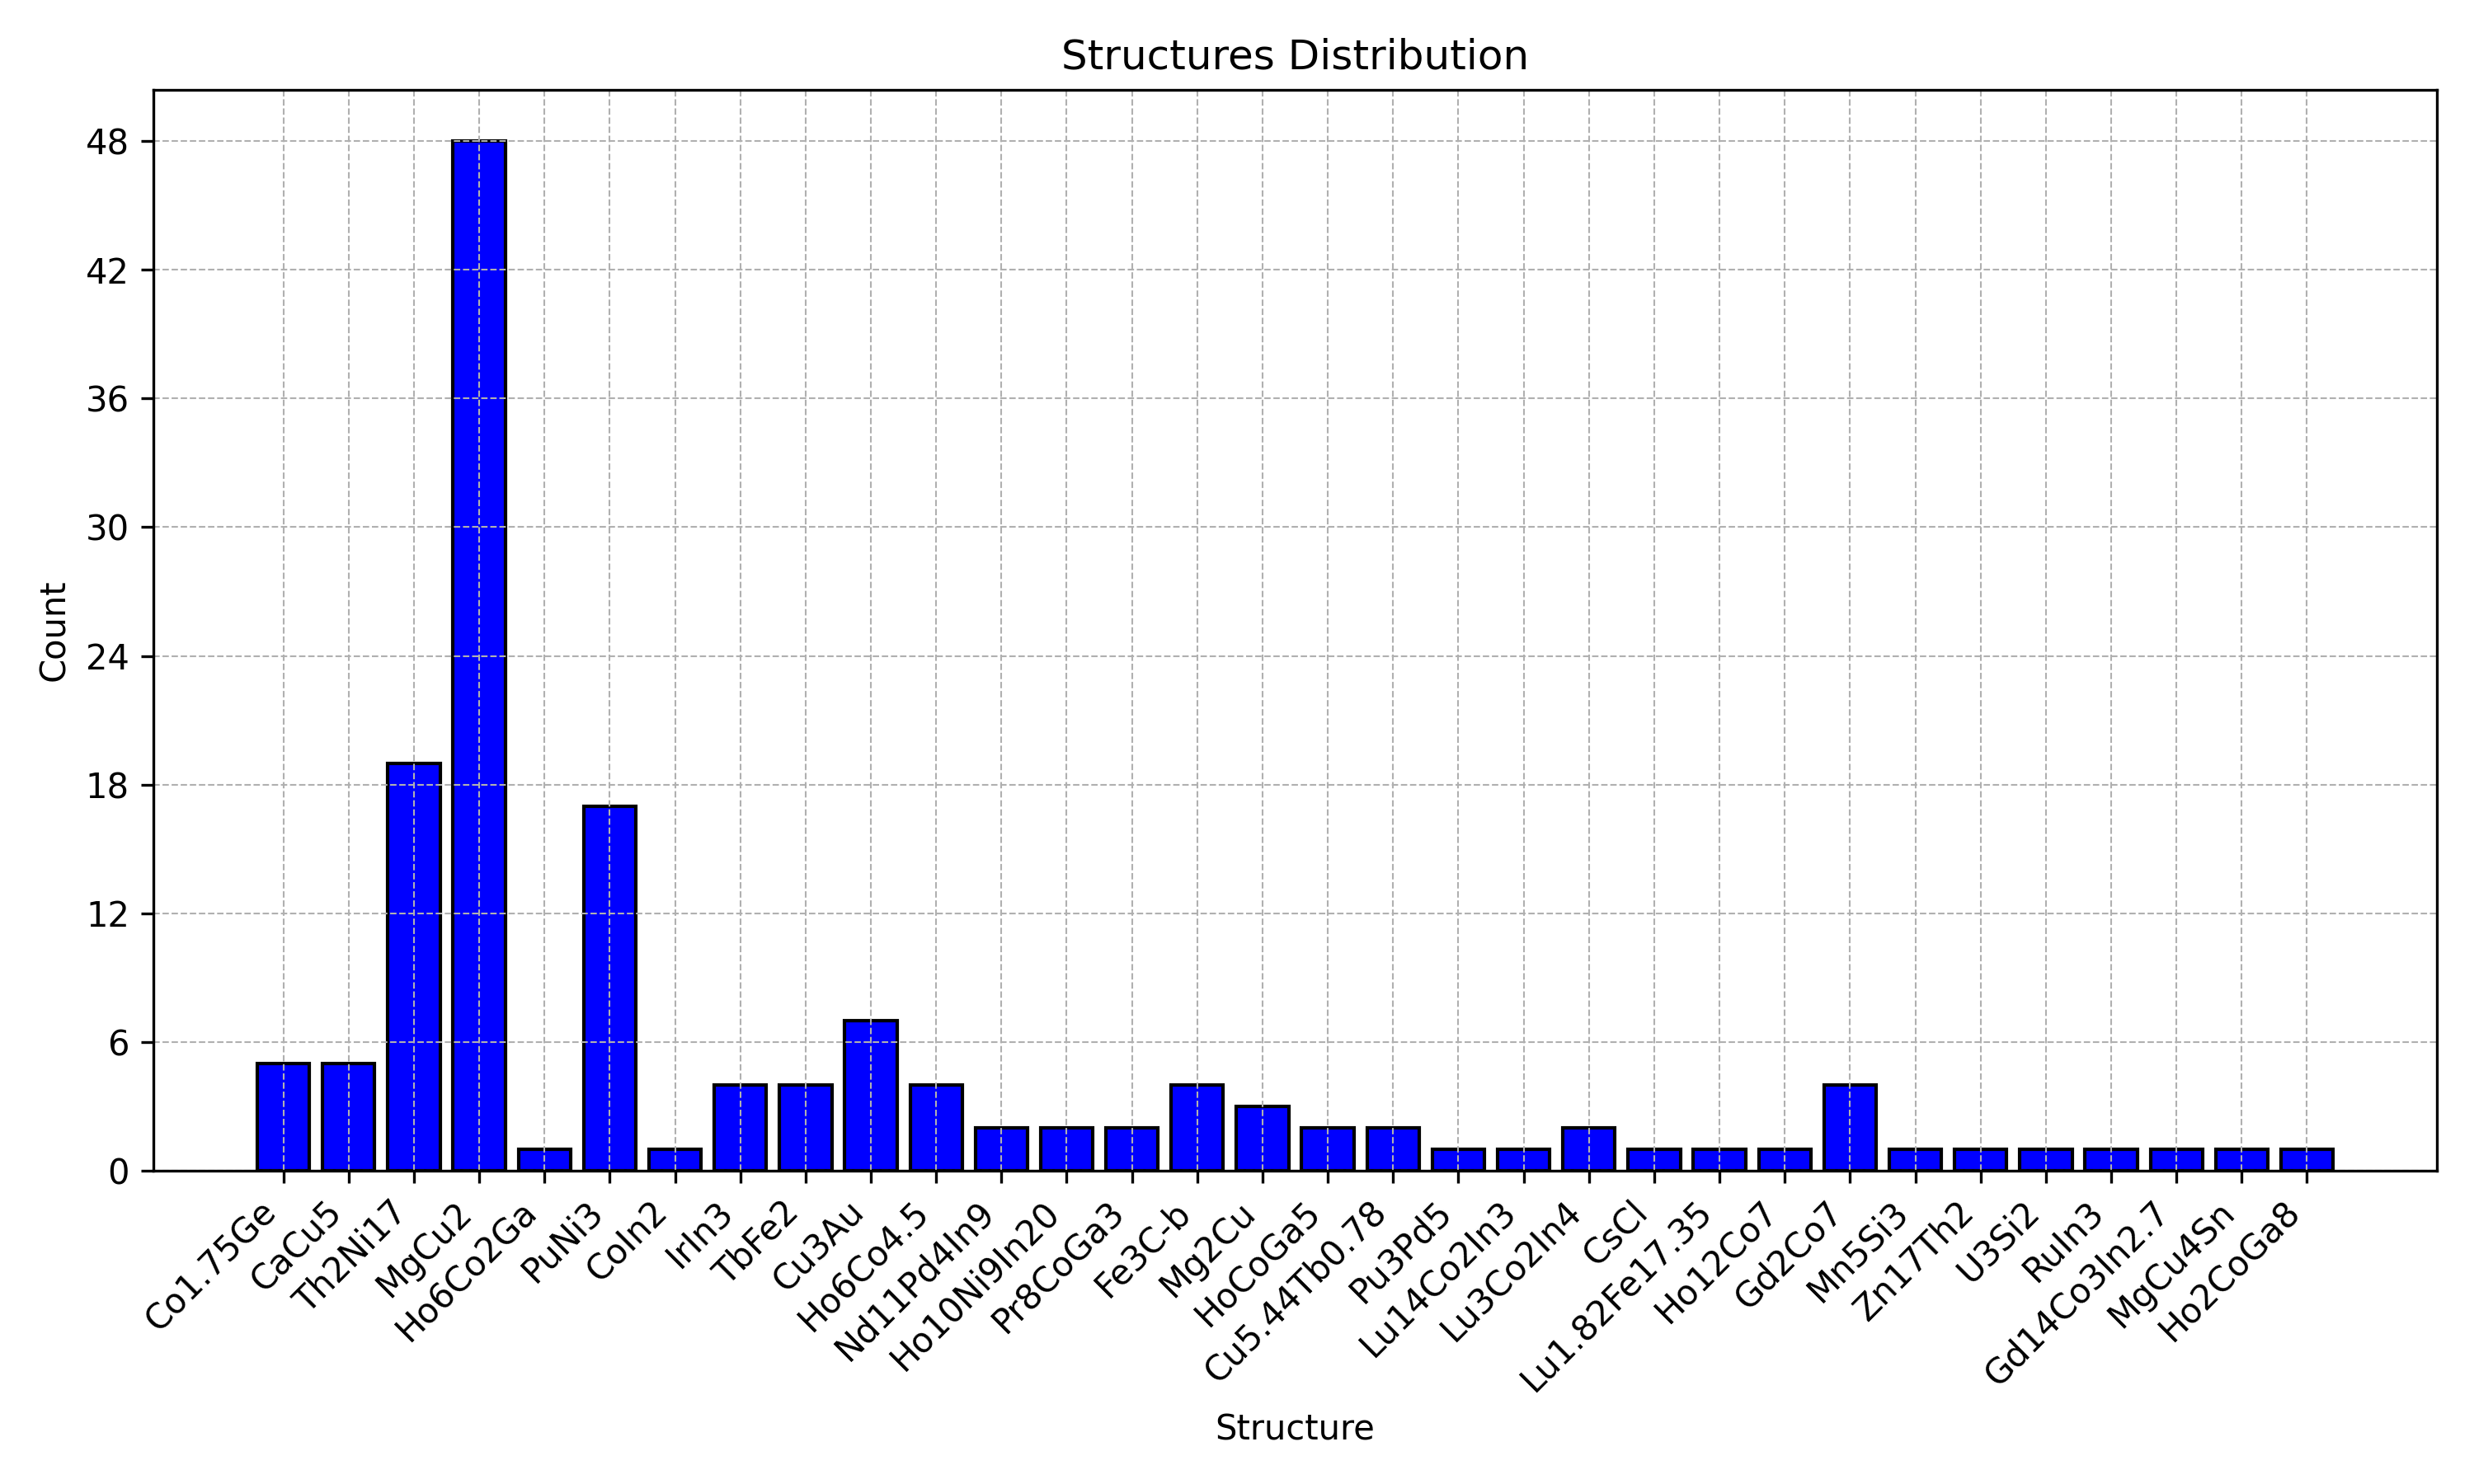 Structures Distribution
Count
48
42
36
30
24
18
12
6
0
Co1.75Ge
CaCu5
Th2Ni17
MgCu2
Ho6Co2Ga
PuNi3
CoIn2
IrIn3
TbFe2
Cu3Au
Ho6Co4.5
Nd11Pd4In9
Ho10Ni9In20
Pr8CoGa3
Fe3C-b
Mg2Cu
HoCoGa5
Cu5.44Tb0.78
Pu3Pd5
Lu14Co2In3
Lu3Co2In4
CsCl
Lu1.82Fe17.35
Ho12Co7
Gd2Co7
Mn5Si3
Zn17Th2
U3Si2
RuIn3
Gd14Co3In2.7
MgCu4Sn
Ho2CoGa8
Structure